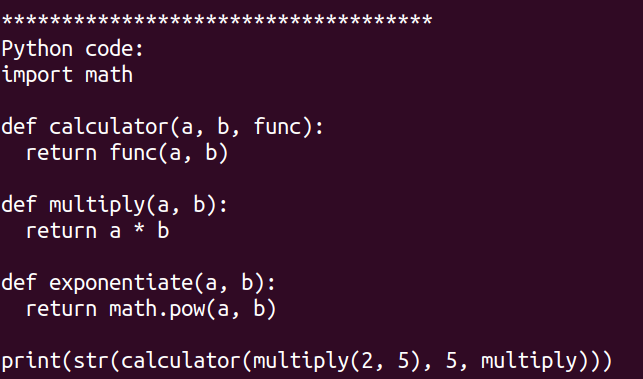 ************************************
Python code:
import math

def calculator(a, b, func):
  return func(a, b)

def multiply(a, b):
  return a * b

def exponentiate(a, b):
  return math.pow(a, b)

print(str(calculator(multiply(2, 5), 5, multiply)))